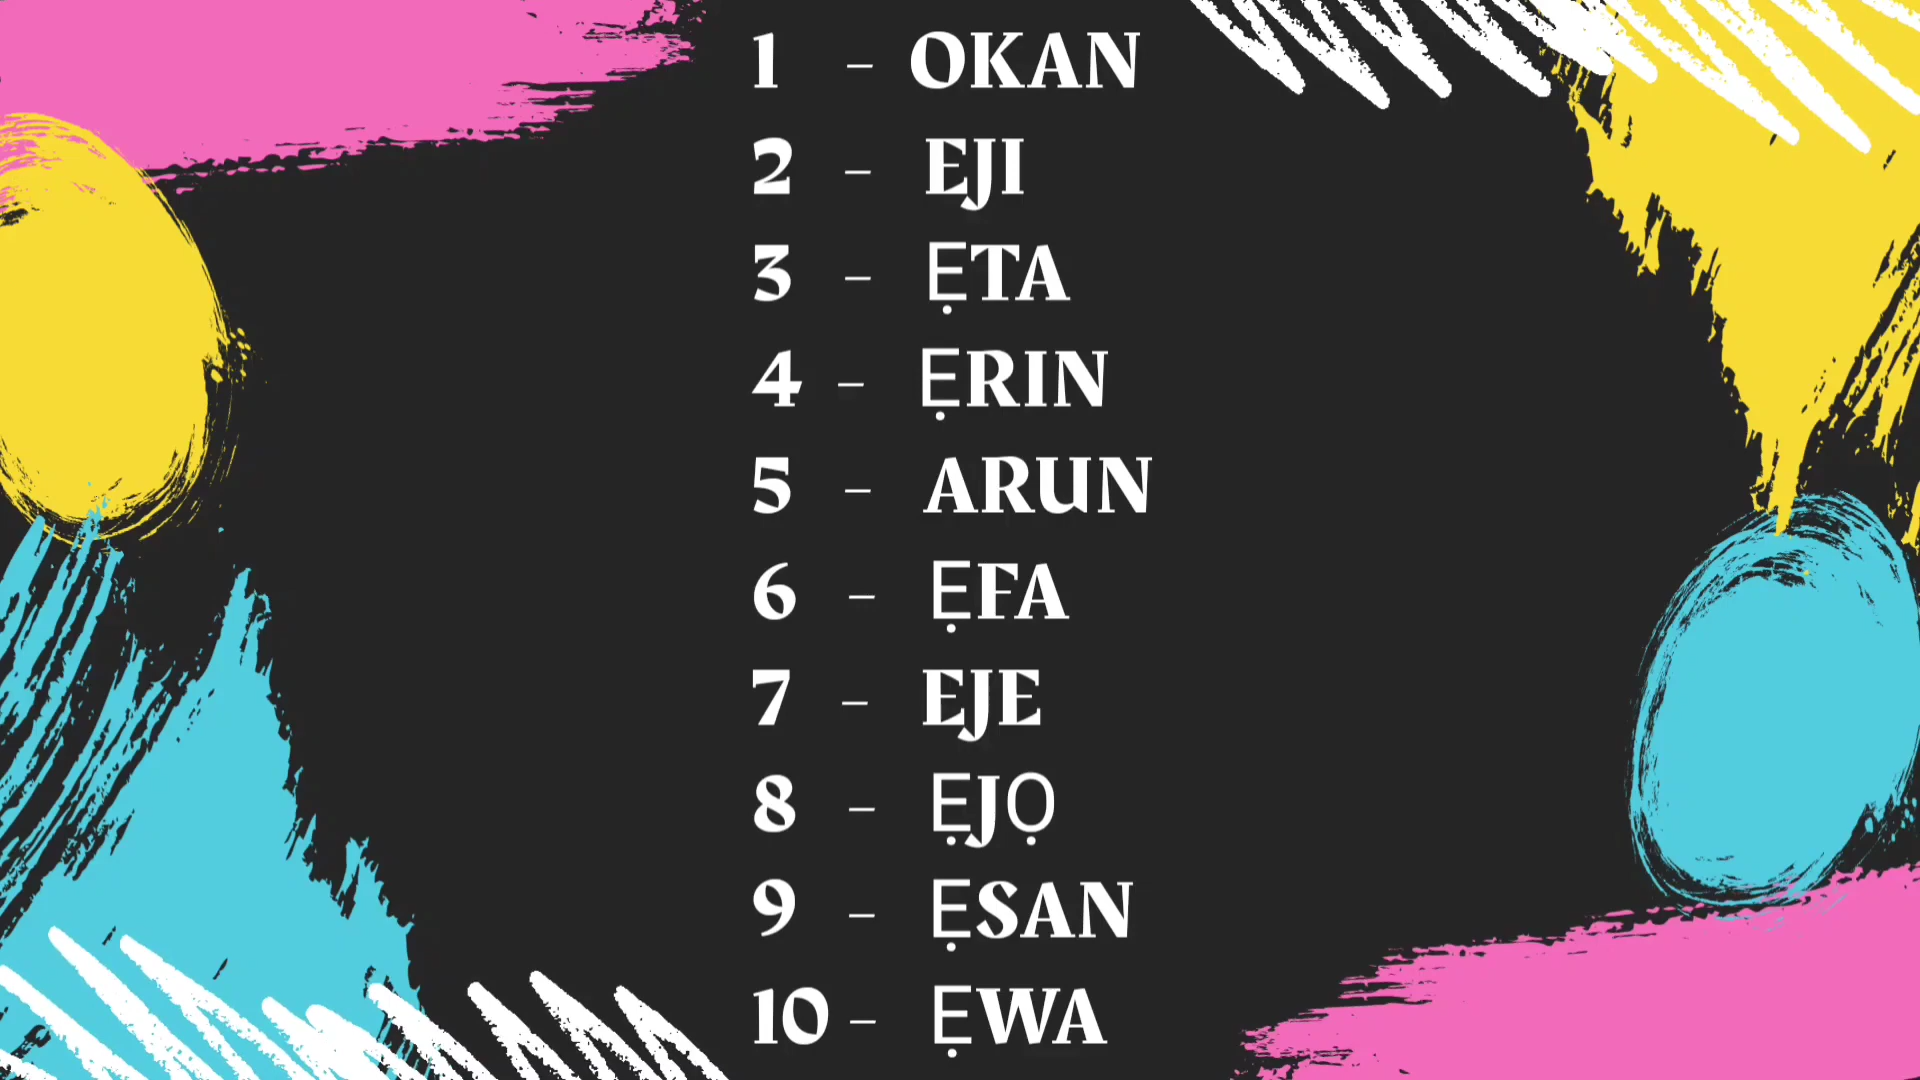 1 – OKAN
2 – EJI
3 – ẸTA
4 – ẸRIN
5 – ARUN
6 – ẸFA
7 – EJE
8 – ẸJỌ
9 – ẸSAN
10 – ẸWA